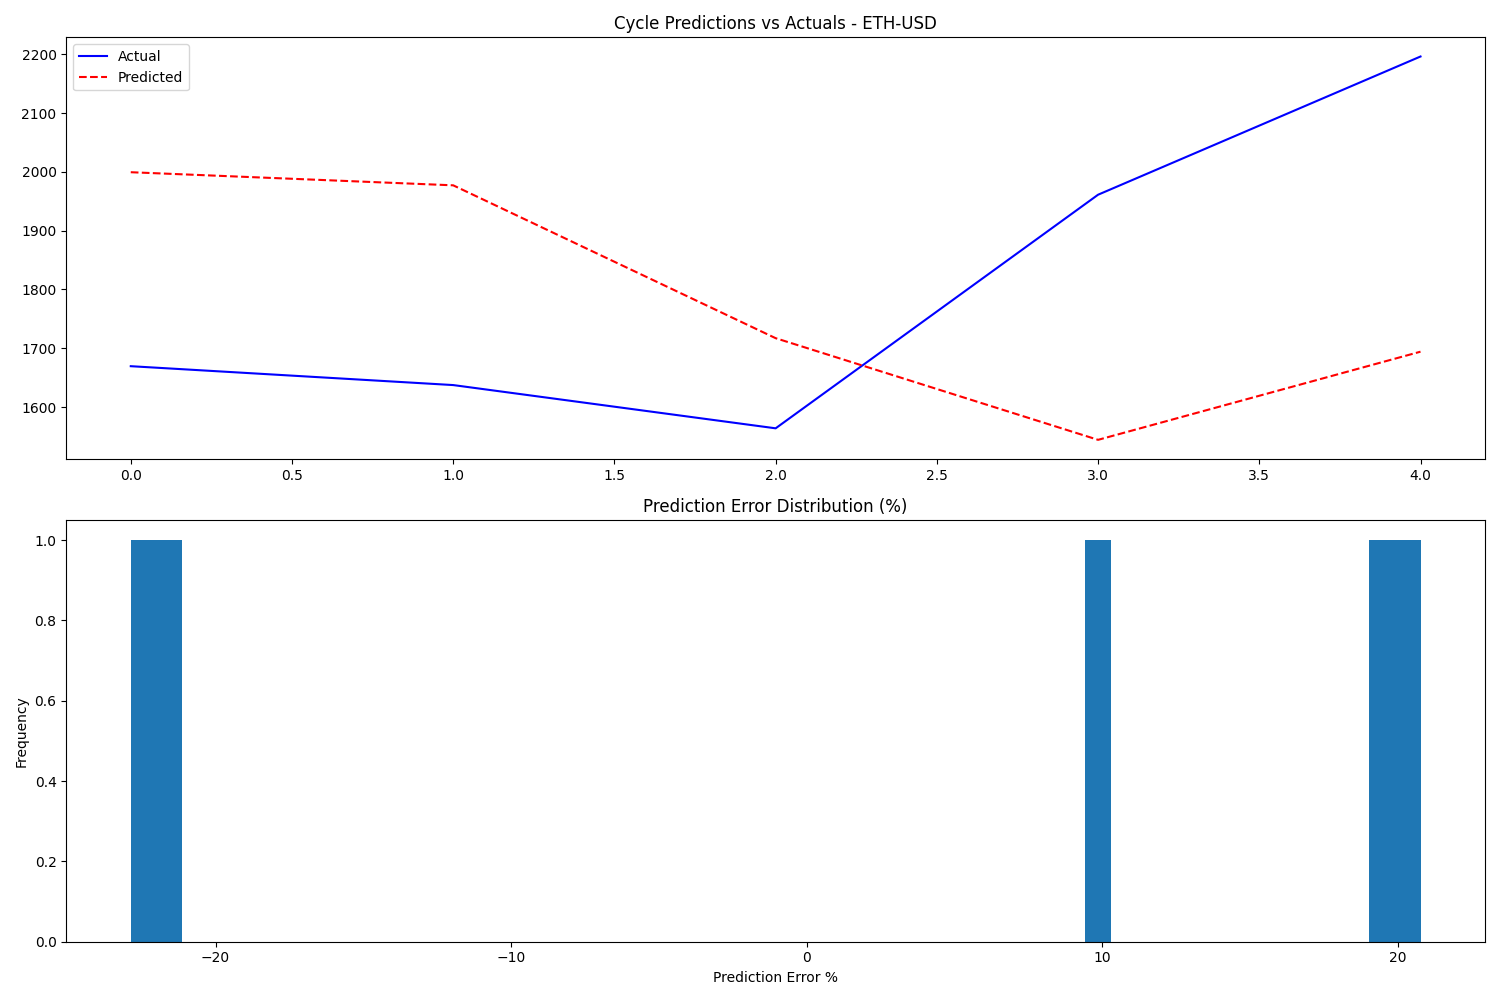 Cycle Predictions vs Actuals - ETH-USD
Actual
Predicted
2200
2100
2000
1900
1800
1700
1600
0.0 0.5 1.0 1.5 2.0 2.5 3.0 3.5 4.0
Prediction Error Distribution (%)
Frequency
1.0
0.8
0.6
0.4
0.2
0.0
−20 −10 0 10 20
Prediction Error %